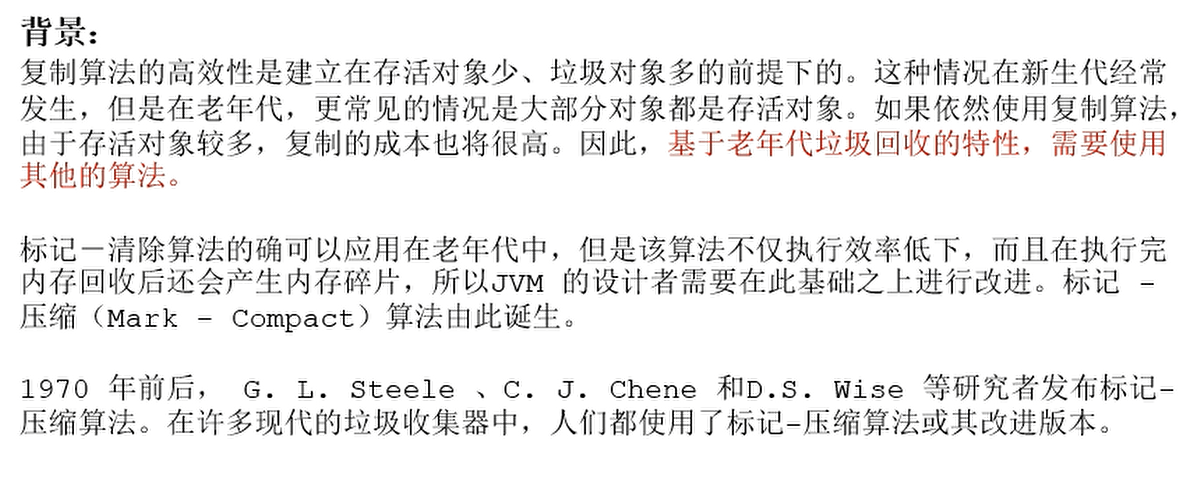 背景：
复制算法的高效性是建立在存活对象少、垃圾对象多的前提下的。这种情况在新生代经常
发生，但是在老年代，更常见的情况是大部分对象都是存活对象。如果依然使用复制算法，
由于存活对象较多，复制的成本也将很高。因此，基于老年代垃圾回收的特性，需要使用
其他的算法。
标记－清除算法的确可以应用在老年代中，但是该算法不仅执行效率低下，而且在执行完
内存回收后还会产生内存碎片，所以JVM 的设计者需要在此基础之上进行改进。标记 -
压缩（Mark - Compact）算法由此诞生。
1970 年前后， G. L. Steele 、C. J. Chene 和D.S. Wise 等研究者发布标记-
压缩算法。在许多现代的垃圾收集器中，人们都使用了标记-压缩算法或其改进版本。